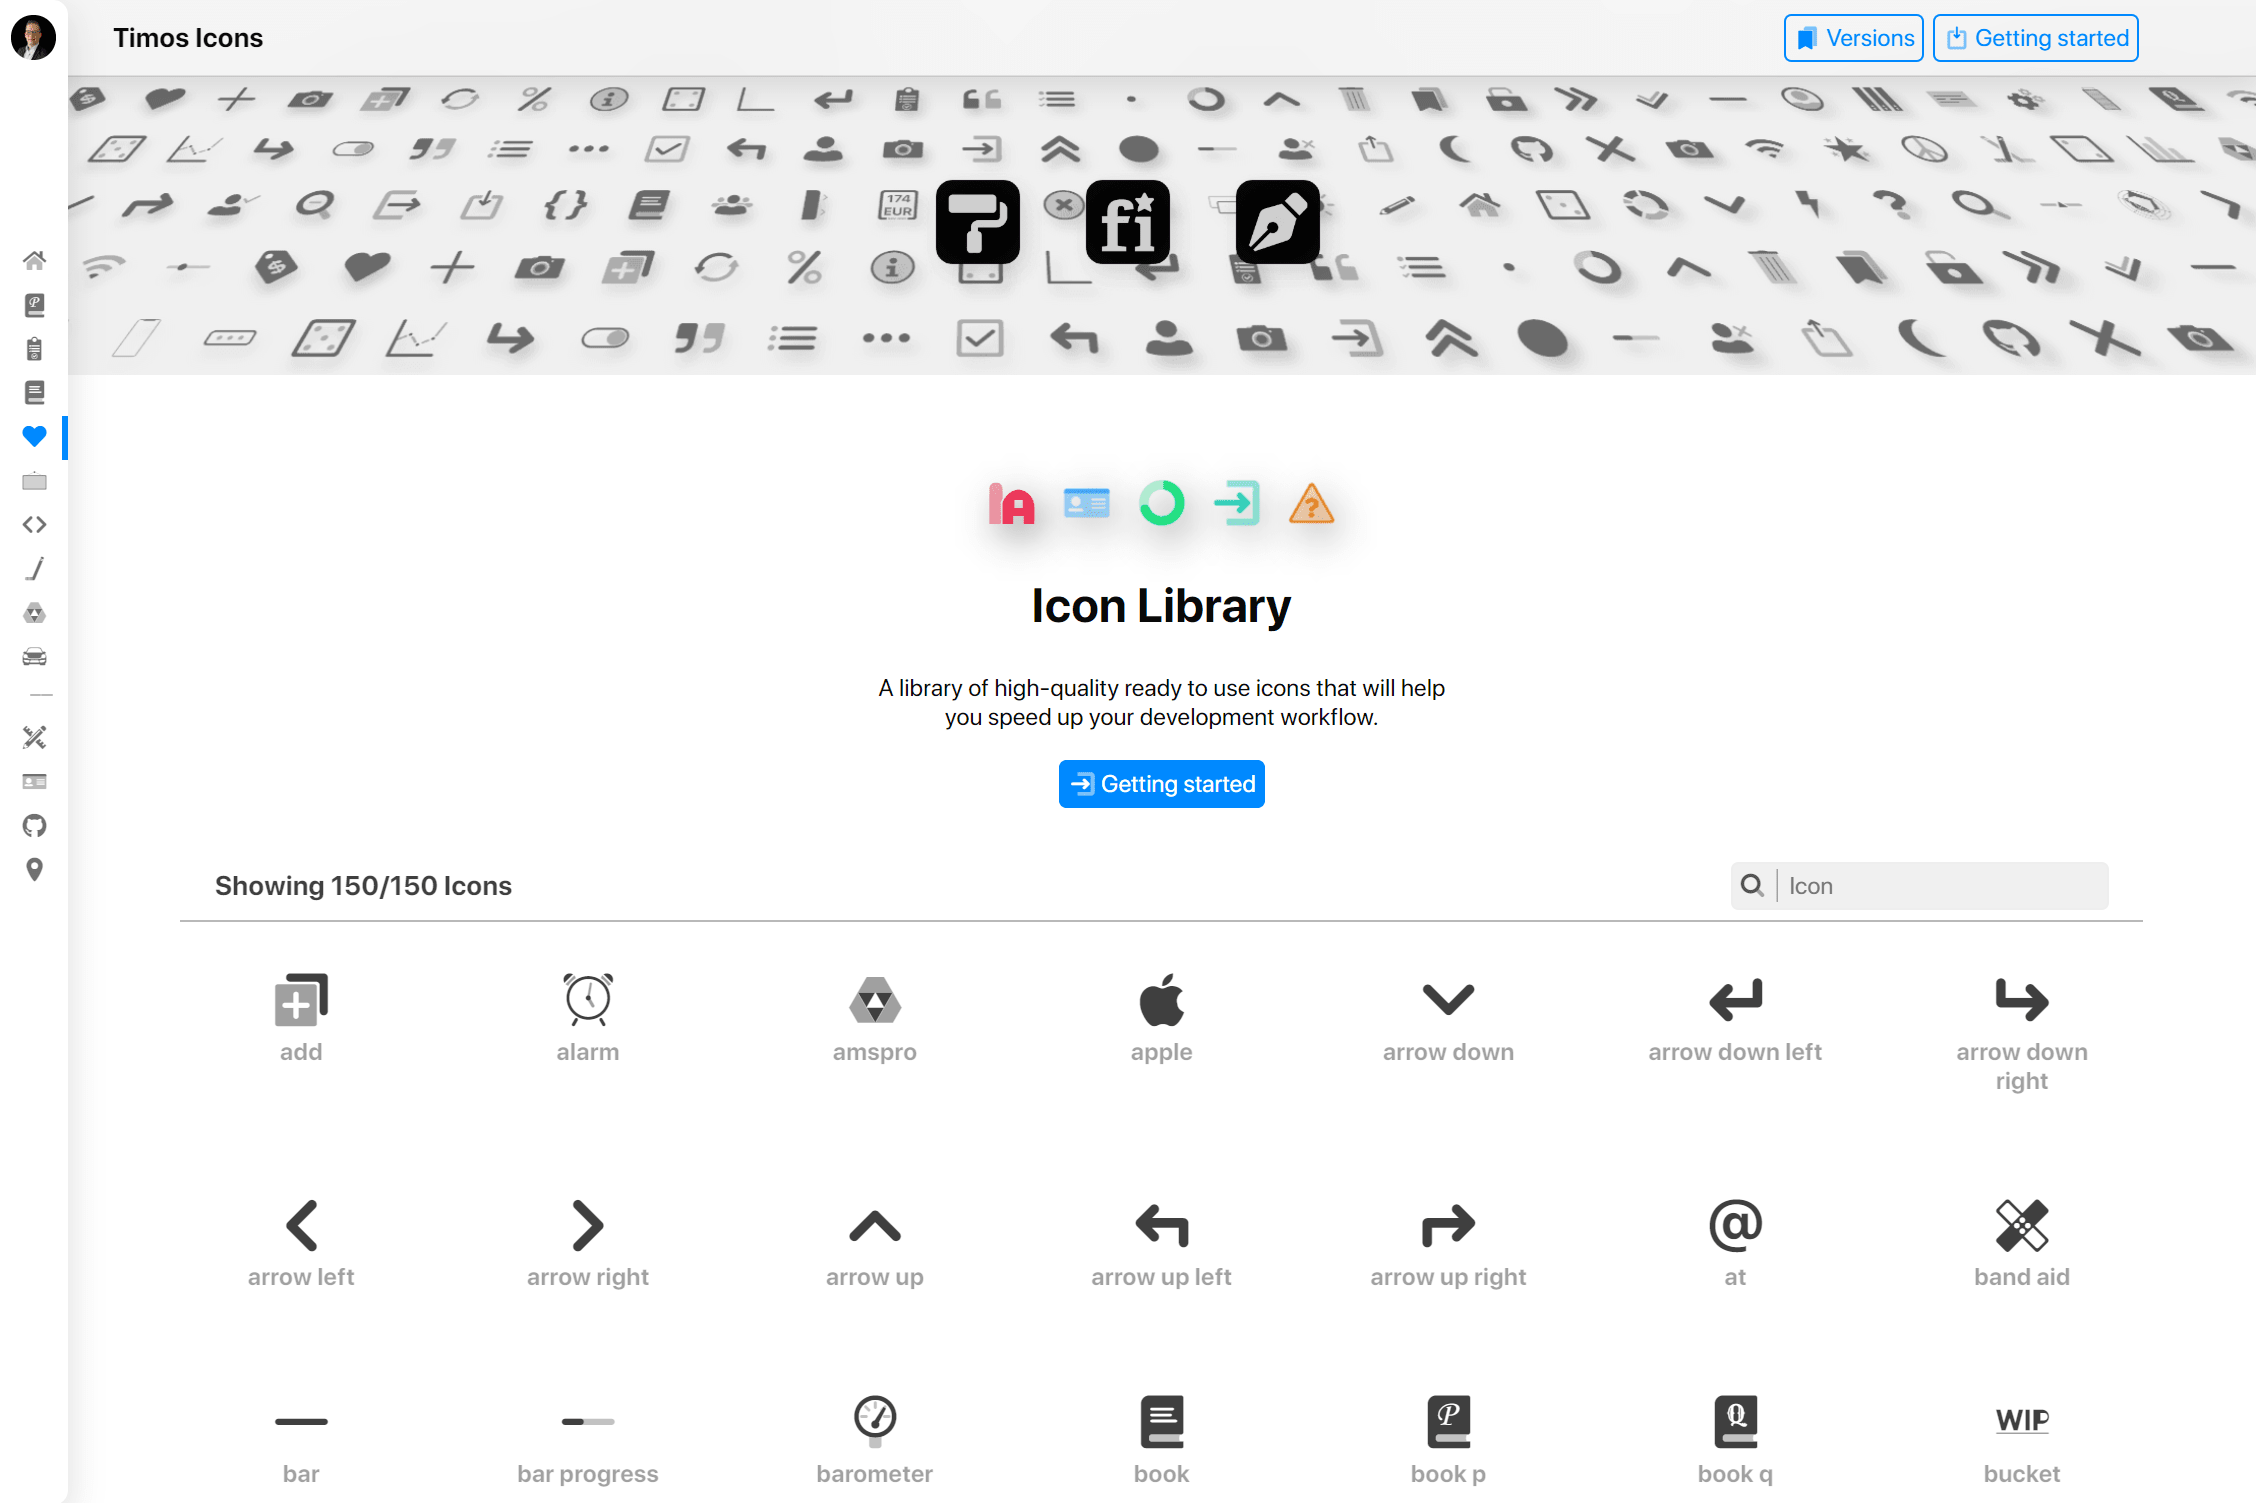 Timos Icons
Versions
Getting started
174
EUR
fi
Icon Library
A library of high-quality ready to use icons that will help
you speed up your development workflow.
Getting started
Showing 150/150 Icons
Icon
add
alarm
amspro
apple
arrow down
arrow down left
arrow down
right
arrow left
arrow right
arrow up
arrow up left
arrow up right
@
at
band aid
P
Q
WIP
bar
bar progress
barometer
book
book p
book q
bucket